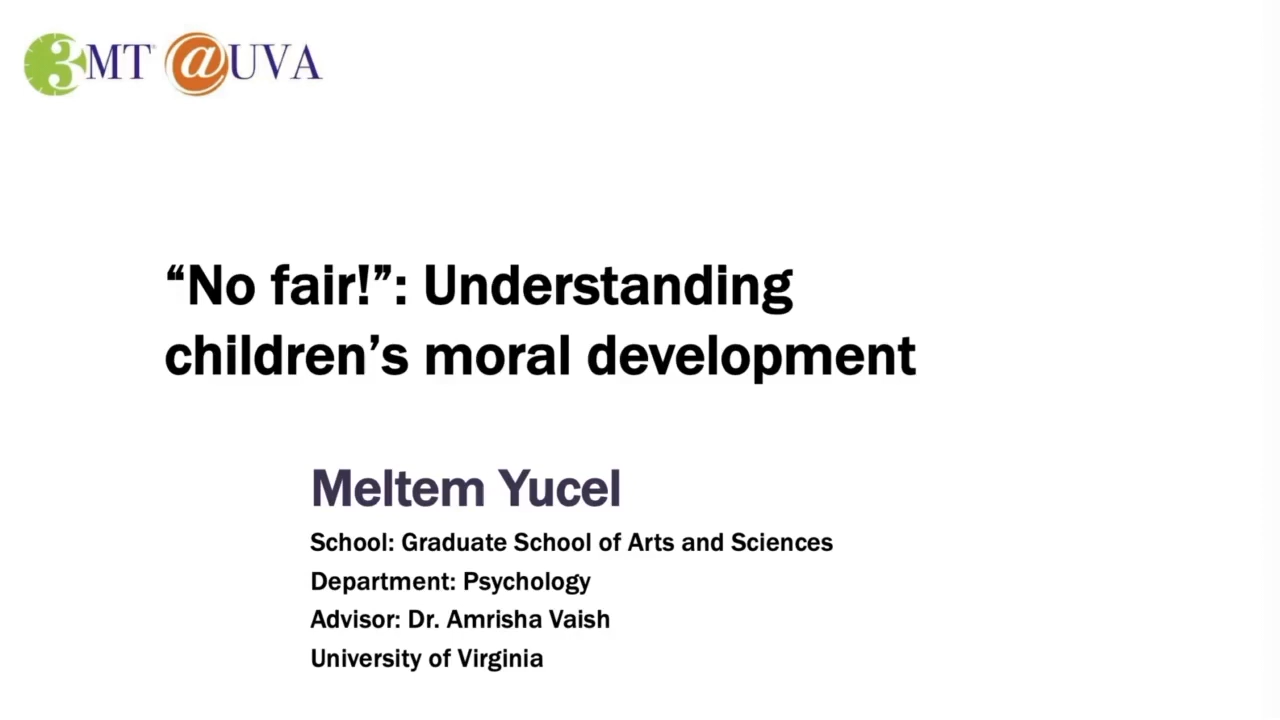 3MT @UVA
“No fair!”: Understanding
children’s moral development
Meltem Yucel
School: Graduate School of Arts and Sciences
Department: Psychology
Advisor: Dr. Amrisha Vaish
University of Virginia